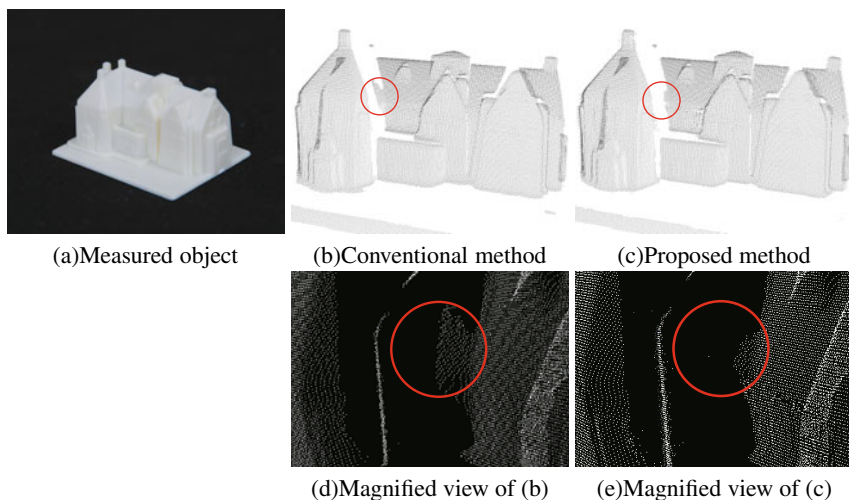 (a)Measured object
(b)Conventional method
(c)Proposed method
(d)Magnified view of (b)
(e)Magnified view of (c)